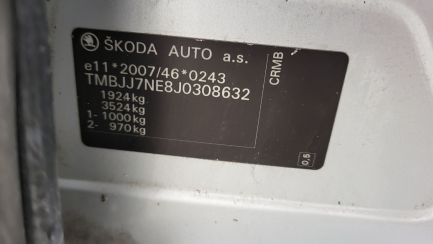 ŠKODA AUTO a.s.
e11*2007/46*0243
TMBJJ7NE8J0308632
1924kg
3524kg
1- 1000kg
2- 970kg
CRMB
0,5